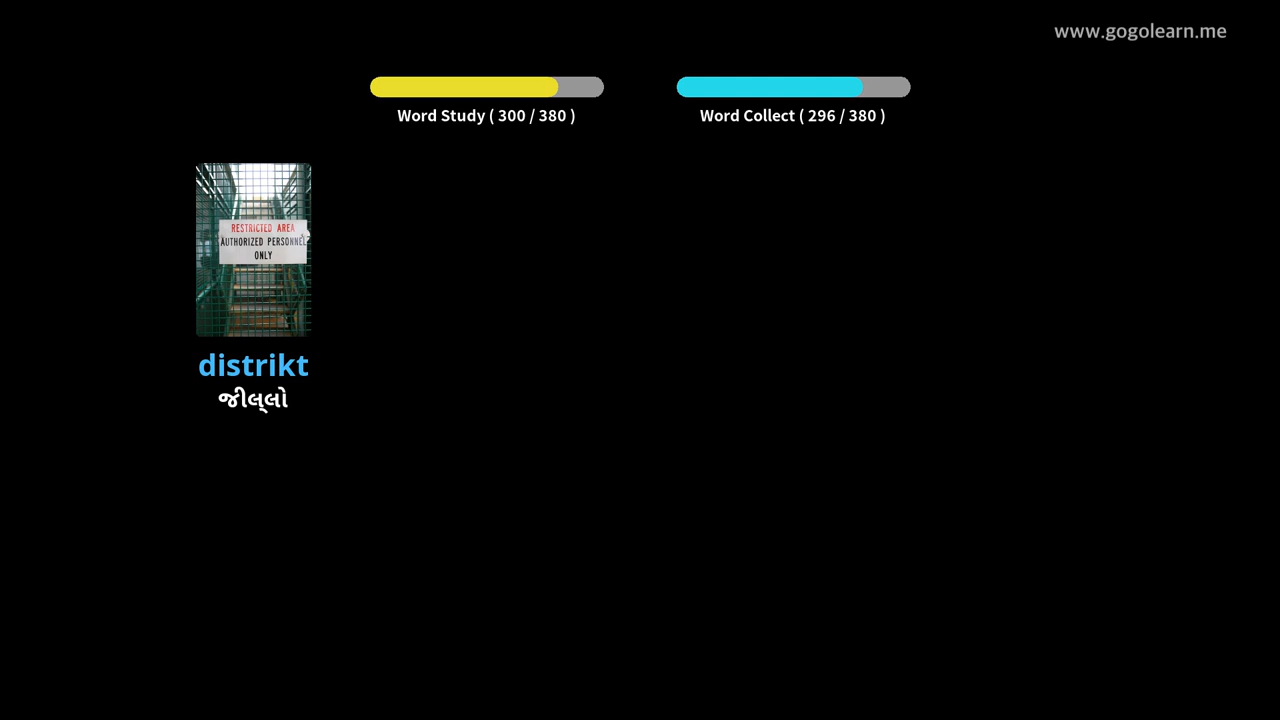 www.gogolearn.me
Word Study ( 300 / 380 )
Word Collect ( 296 / 380 )
RESTRICTED AREA
AUTHORIZED PERSONNEL
ONLY
distrikt
જીલ્લો